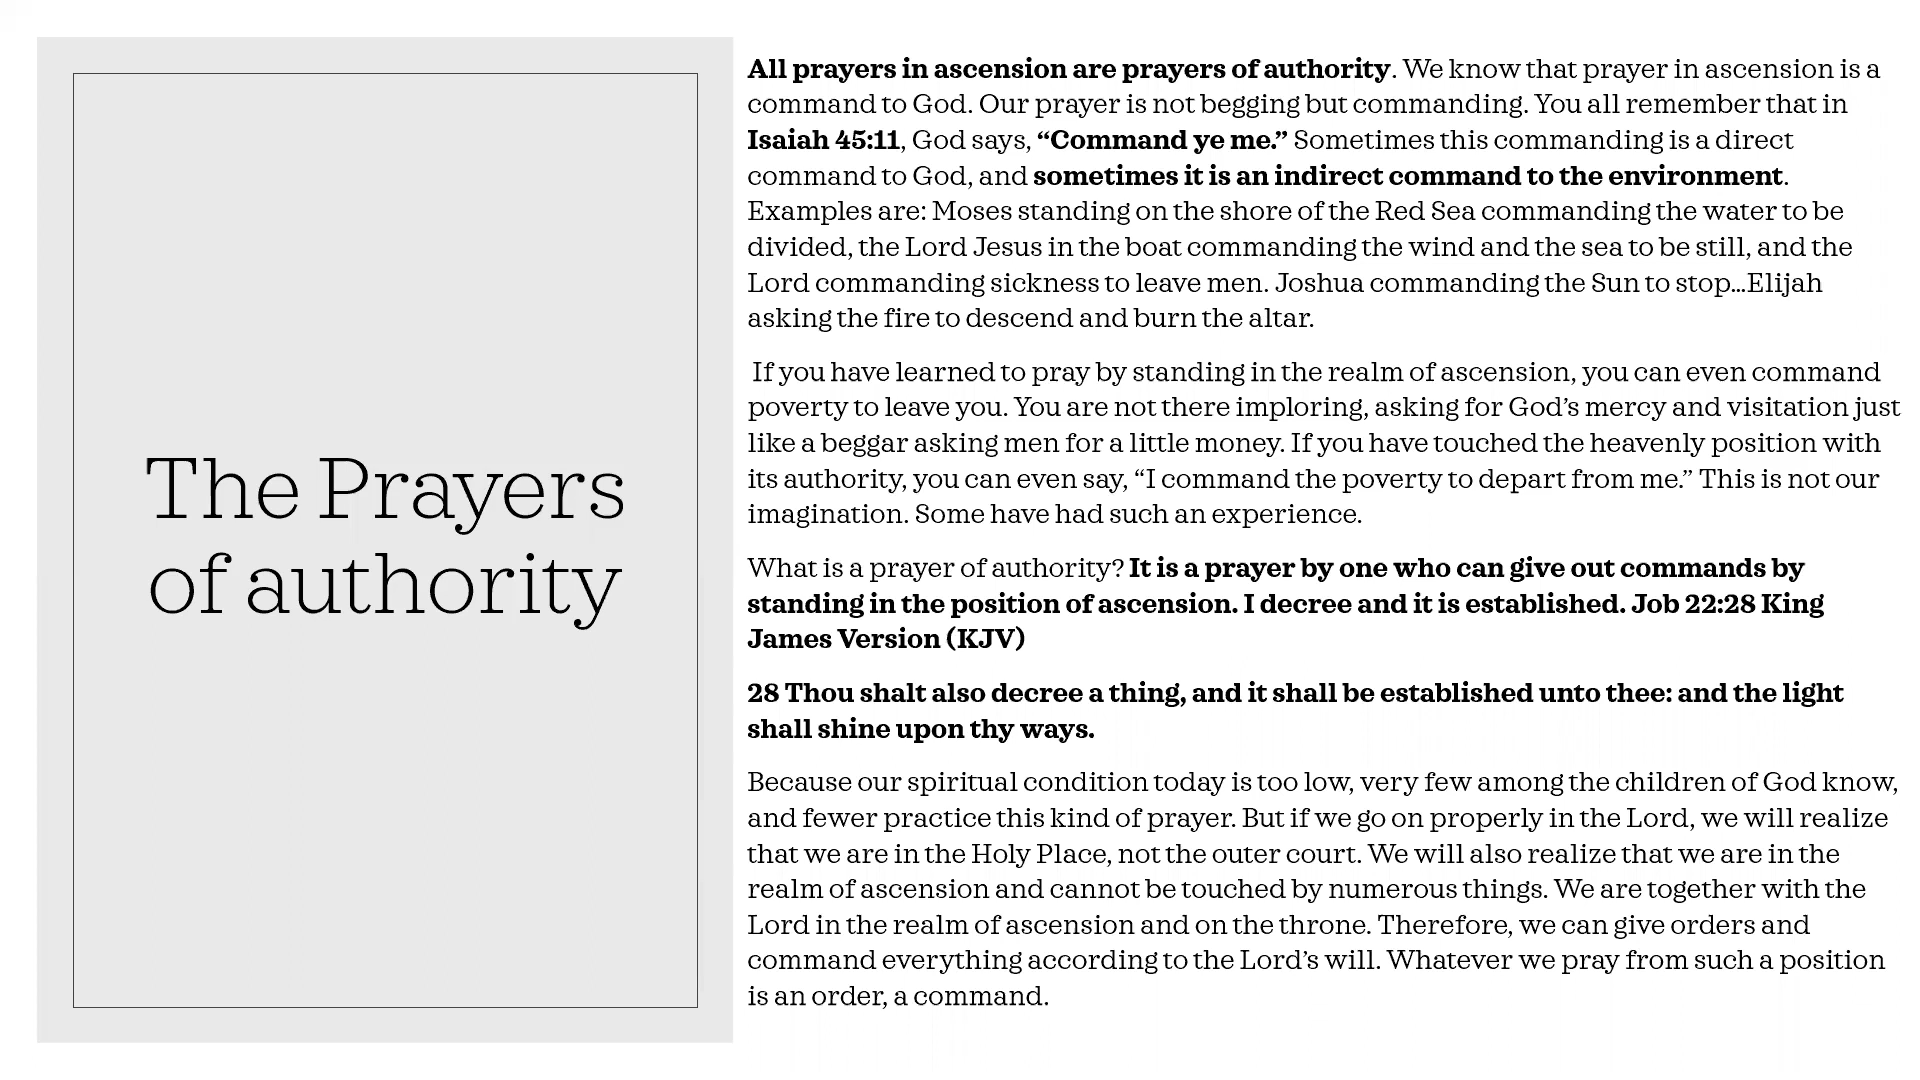 The Prayers
of authority
All prayers in ascension are prayers of authority. We know that prayer in ascension is a
command to God. Our prayer is not begging but commanding. You all remember that in
Isaiah 45:11, God says, “Command ye me.” Sometimes this commanding is a direct
command to God, and sometimes it is an indirect command to the environment.
Examples are: Moses standing on the shore of the Red Sea commanding the water to be
divided, the Lord Jesus in the boat commanding the wind and the sea to be still, and the
Lord commanding sickness to leave men. Joshua commanding the Sun to stop…Elijah
asking the fire to descend and burn the altar.
If you have learned to pray by standing in the realm of ascension, you can even command
poverty to leave you. You are not there imploring, asking for God’s mercy and visitation just
like a beggar asking men for a little money. If you have touched the heavenly position with
its authority, you can even say, “I command the poverty to depart from me.” This is not our
imagination. Some have had such an experience.
What is a prayer of authority? It is a prayer by one who can give out commands by
standing in the position of ascension. I decree and it is established. Job 22:28 King
James Version (KJV)
28 Thou shalt also decree a thing, and it shall be established unto thee: and the light
shall shine upon thy ways.
Because our spiritual condition today is too low, very few among the children of God know,
and fewer practice this kind of prayer. But if we go on properly in the Lord, we will realize
that we are in the Holy Place, not the outer court. We will also realize that we are in the
realm of ascension and cannot be touched by numerous things. We are together with the
Lord in the realm of ascension and on the throne. Therefore, we can give orders and
command everything according to the Lord’s will. Whatever we pray from such a position
is an order, a command.